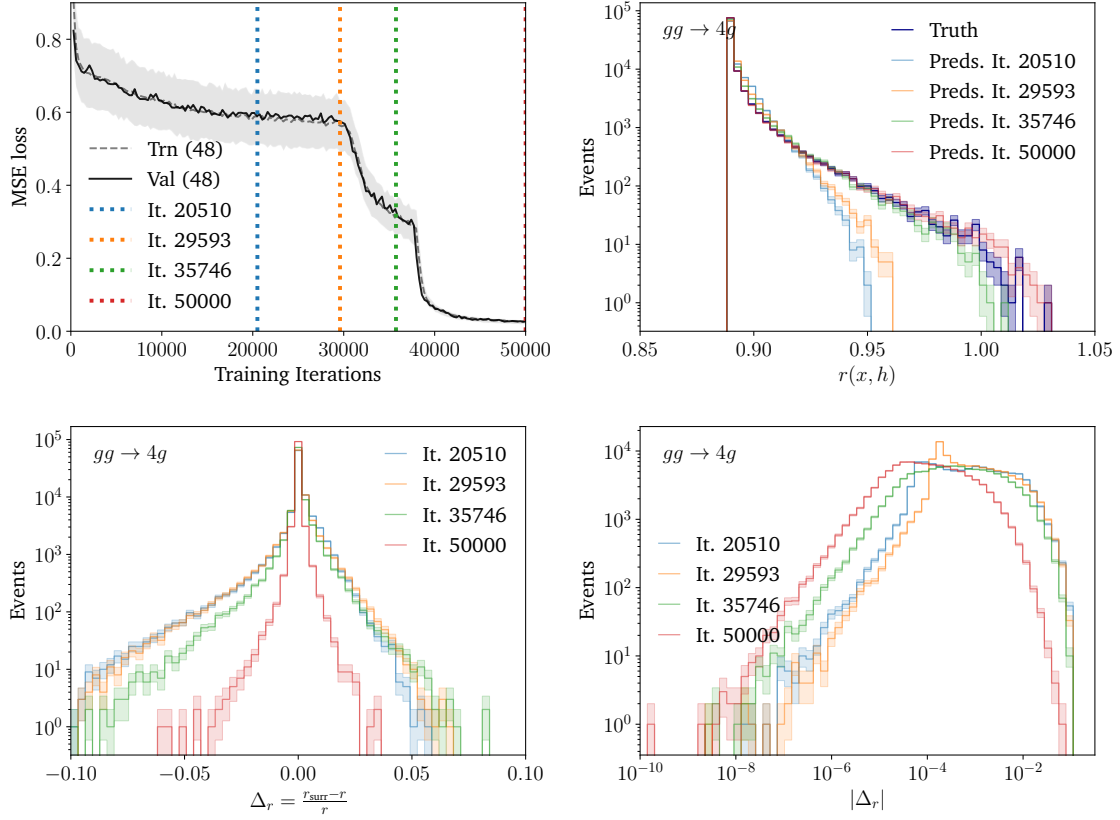 0.8
0.6
0.4
0.2
0.0
MSE loss
Trn (48)
Val (48)
It. 20510
It. 29593
It. 35746
It. 50000
0
10000
20000
30000
40000
50000
Training Iterations
10^5
10^4
10^3
10^2
10^1
10^0
Events
gg → 4g
Truth
Preds. It. 20510
Preds. It. 29593
Preds. It. 35746
Preds. It. 50000
0.85
0.90
0.95
1.00
1.05
r(x, h)
10^5
10^4
10^3
10^2
10^1
10^0
Events
gg → 4g
It. 20510
It. 29593
It. 35746
It. 50000
−0.10
−0.05
0.00
0.05
0.10
Δ_r = (r_surr − r)/r
10^4
10^3
10^2
10^1
10^0
Events
gg → 4g
It. 20510
It. 29593
It. 35746
It. 50000
10^−10
10^−8
10^−6
10^−4
10^−2
|Δ_r|